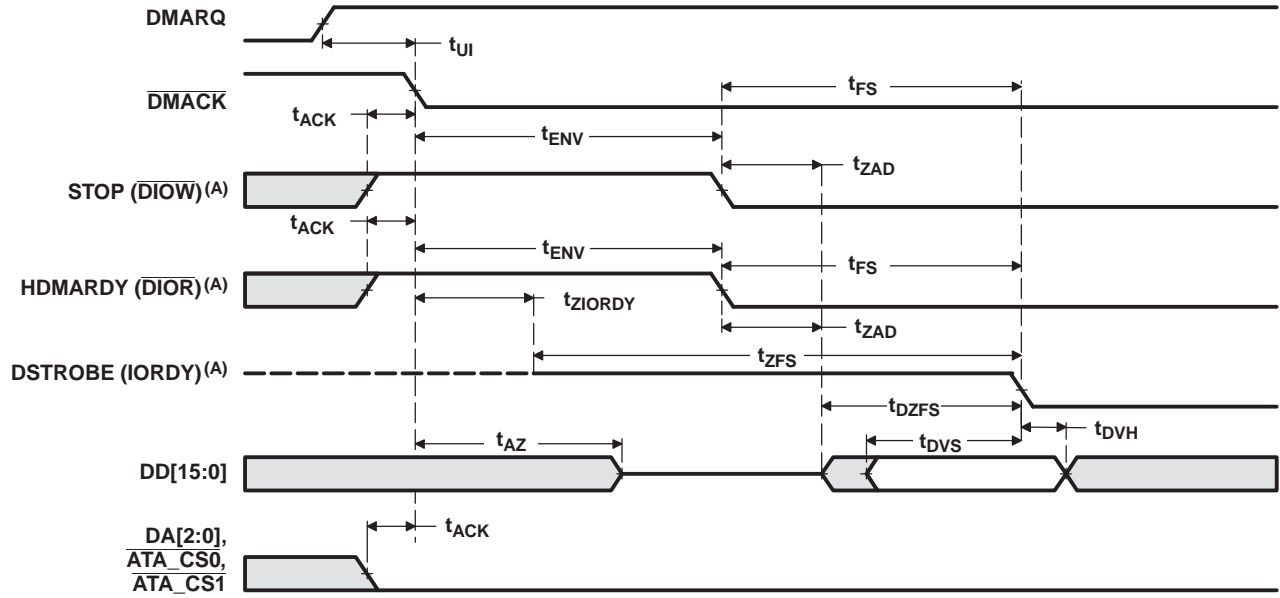 DMARQ
tUI
DMACK
tFS
tACK
tENV
tZAD
STOP (DIOW)(A)
tACK
tENV
tFS
HDMARDY (DIOR)(A)
tZIORDY
tZAD
tZFS
DSTROBE (IORDY)(A)
tDZFS
tDVH
tAZ
tDVS
DD[15:0]
tACK
DA[2:0],
ATA_CS0,
ATA_CS1